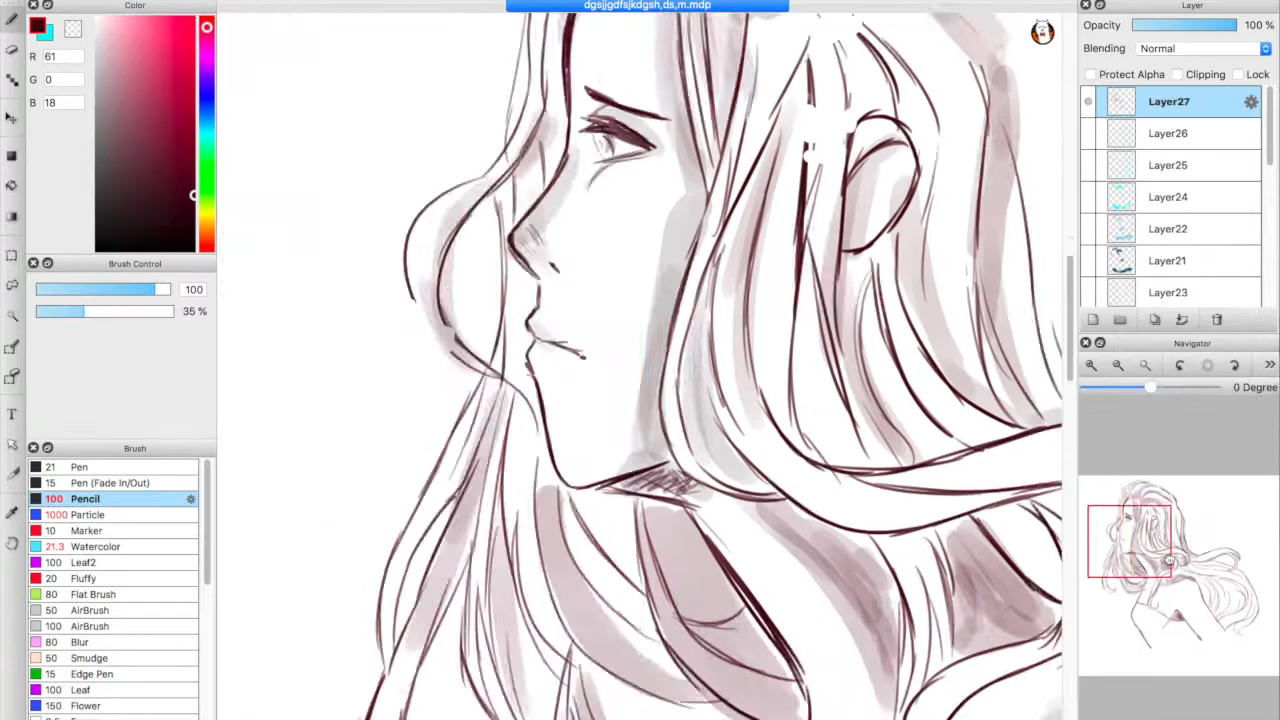 Color
dgsjjgdfsjkdgsh,ds,m.mdp
Layer
R 61
G 0
B 18
Opacity 100 %
Blending Normal
Protect Alpha Clipping Lock
Layer27
Layer26
Layer25
Layer24
Layer22
Layer21
Layer23
Brush Control
100
35 %
Navigator
0 Degree
Brush
21 Pen
15 Pen (Fade In/Out)
100 Pencil
1000 Particle
10 Marker
21.3 Watercolor
100 Leaf2
20 Fluffy
80 Flat Brush
50 AirBrush
100 AirBrush
80 Blur
50 Smudge
15 Edge Pen
100 Leaf
150 Flower